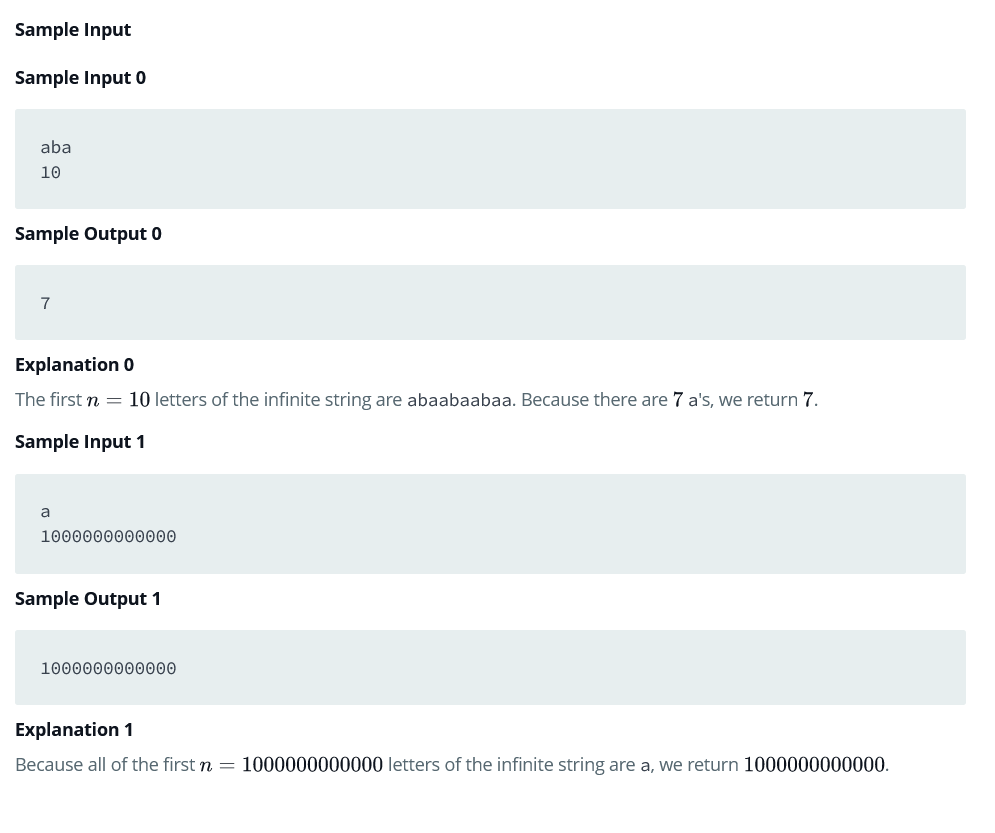 Sample Input
Sample Input 0
aba
10
Sample Output 0
7
Explanation 0
The first n = 10 letters of the infinite string are abaabaabaa. Because there are 7 a's, we return 7.
Sample Input 1
a
1000000000000
Sample Output 1
1000000000000
Explanation 1
Because all of the first n = 1000000000000 letters of the infinite string are a, we return 1000000000000.